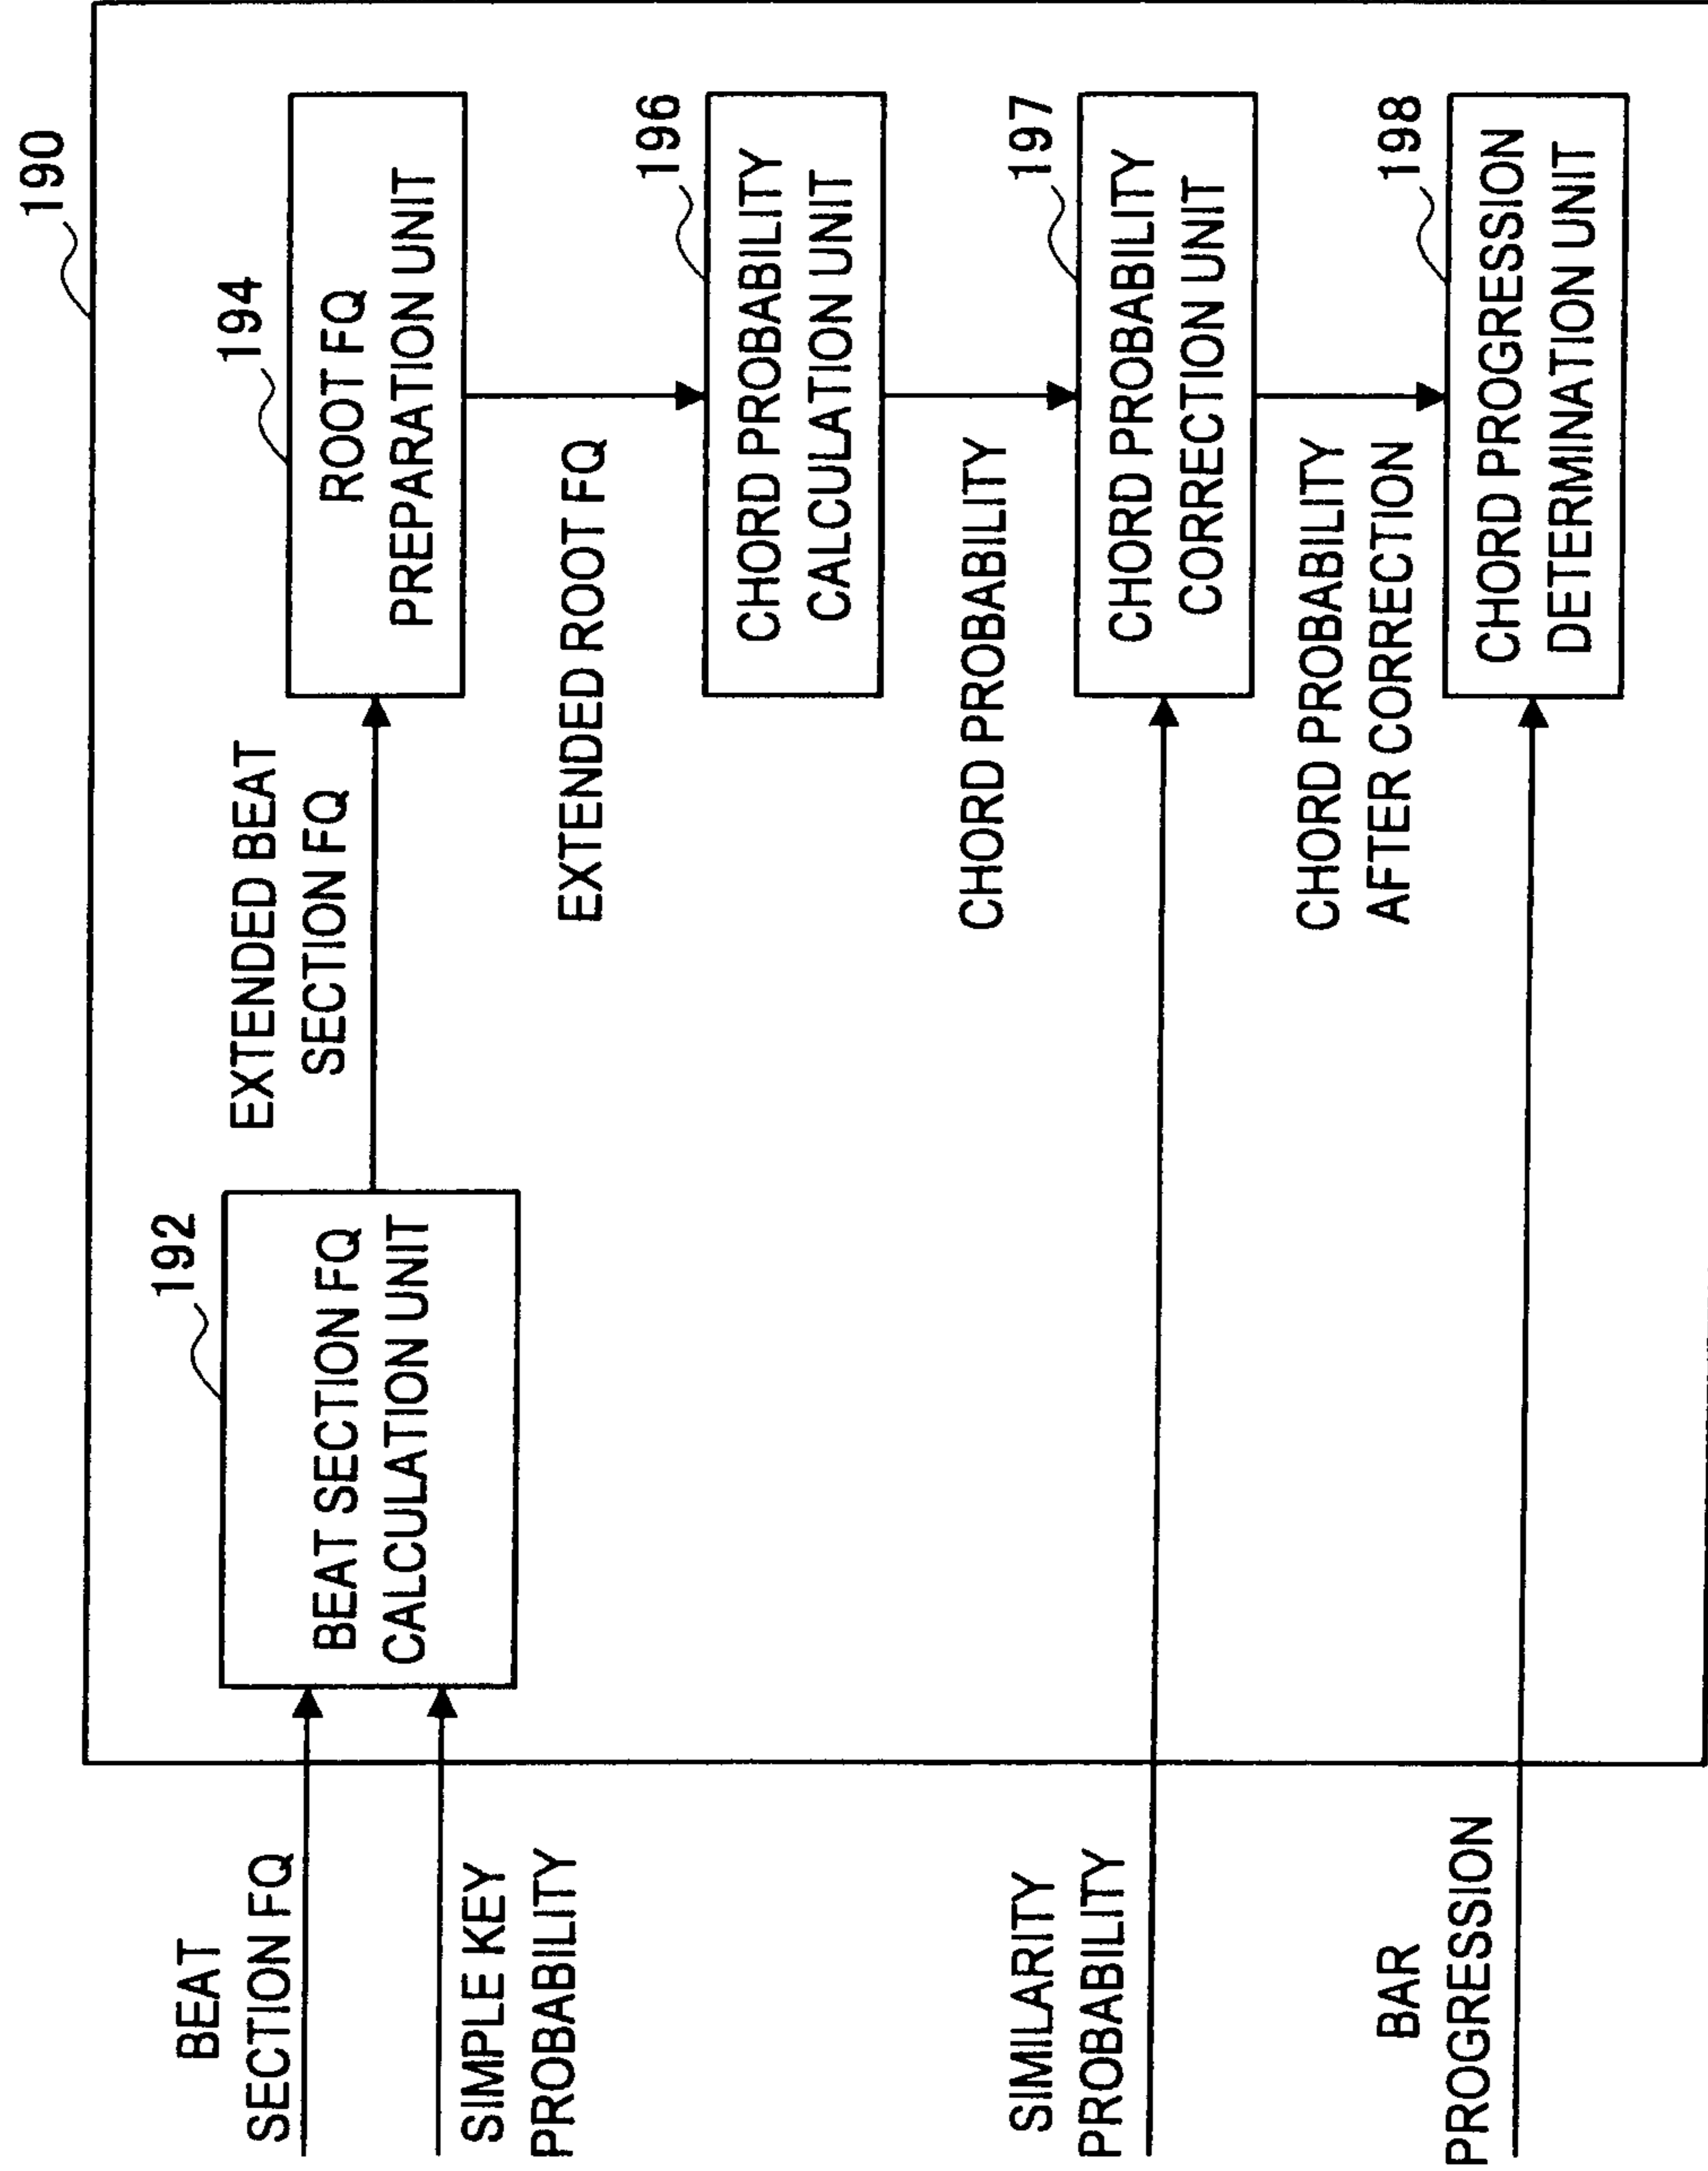 190
192
194
BEAT
SECTION FQ
BEAT SECTION FQ
CALCULATION UNIT
EXTENDED BEAT
SECTION FQ
ROOT FQ
PREPARATION UNIT
SIMPLE KEY
PROBABILITY
EXTENDED ROOT FQ
196
CHORD PROBABILITY
CALCULATION UNIT
CHORD PROBABILITY
197
SIMILARITY
PROBABILITY
CHORD PROBABILITY
CORRECTION UNIT
CHORD PROBABILITY
AFTER CORRECTION
198
BAR
PROGRESSION
CHORD PROGRESSION
DETERMINATION UNIT